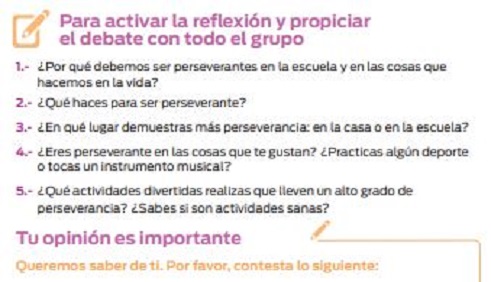 Para activar la reflexión y propiciar
el debate con todo el grupo
1.- ¿Por qué debemos ser perseverantes en la escuela y en las cosas que
hacemos en la vida?
2.- ¿Qué haces para ser perseverante?
3.- ¿En qué lugar demuestras más perseverancia: en la casa o en la escuela?
4.- ¿Eres perseverante en las cosas que te gustan? ¿Practicas algún deporte
o tocas un instrumento musical?
5.- ¿Qué actividades divertidas realizas que lleven un alto grado de
perseverancia? ¿Sabes si son actividades sanas?
Tu opinión es importante
Queremos saber de ti. Por favor, contesta lo siguiente: